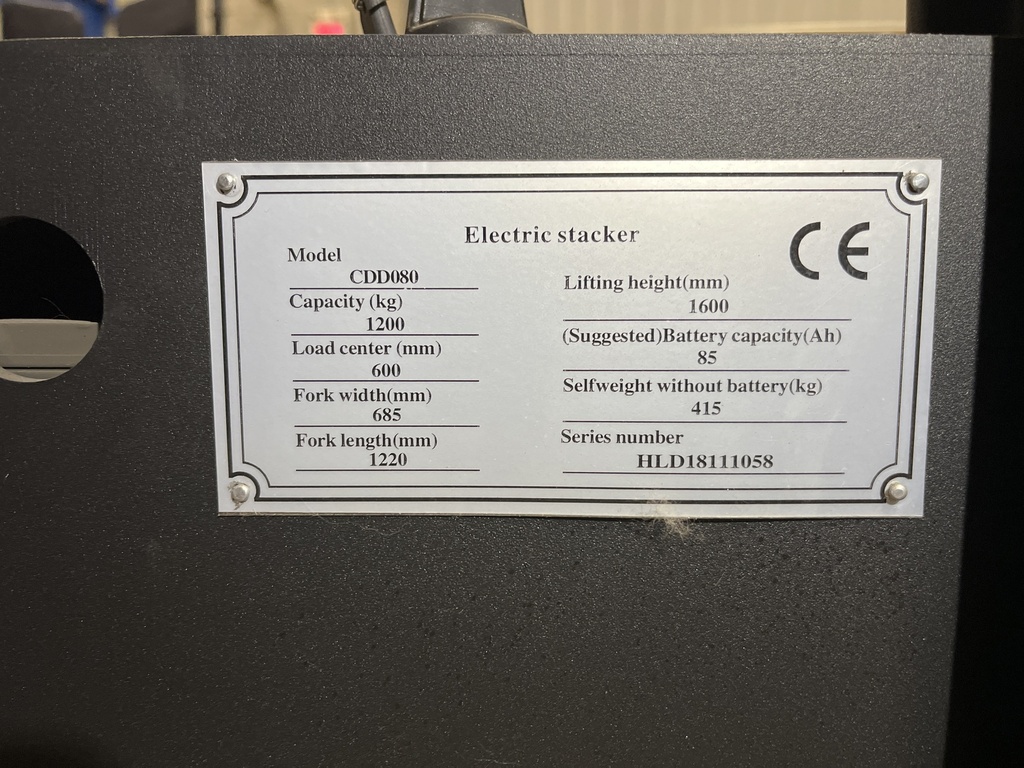 Electric stacker
CE
Model
CDD080
Capacity (kg)
1200
Load center (mm)
600
Fork width(mm)
685
Fork length(mm)
1220
Lifting height(mm)
1600
(Suggested)Battery capacity(Ah)
85
Selfweight without battery(kg)
415
Series number
HLD18111058